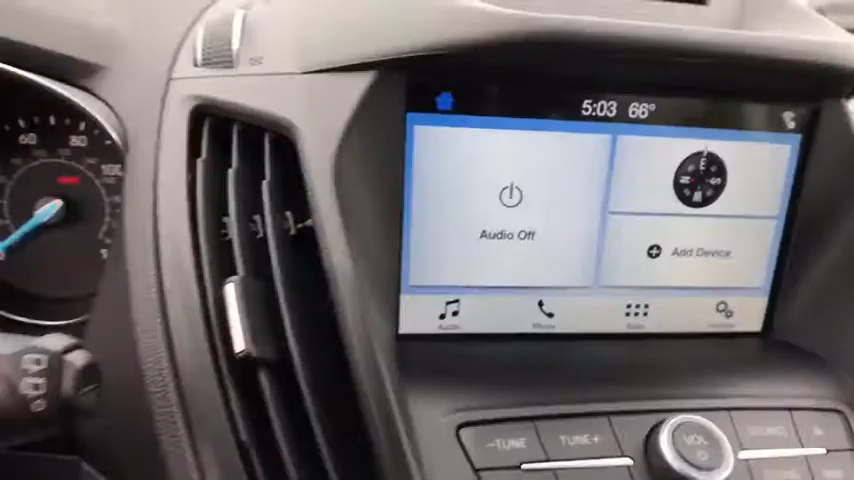 5:03 66°
60 80 100
E
N S
W
Audio Off
Add Device
Audio Phone
– TUNE TUNE +
VOL
SOUND